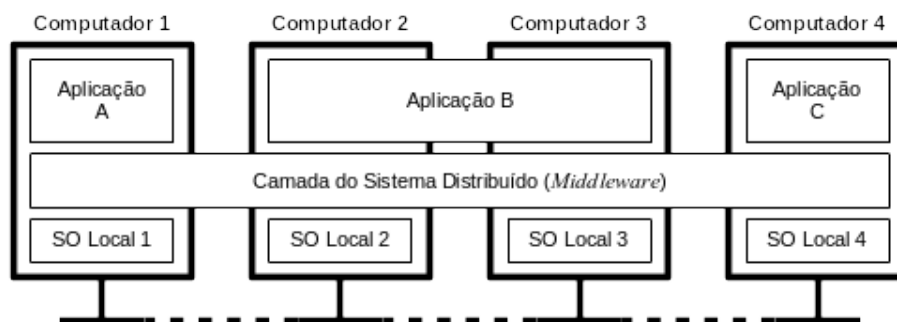 Computador 1
Computador 2
Computador 3
Computador 4
Aplicação
A
Aplicação B
Aplicação
C
Camada do Sistema Distribuído (Middleware)
SO Local 1
SO Local 2
SO Local 3
SO Local 4